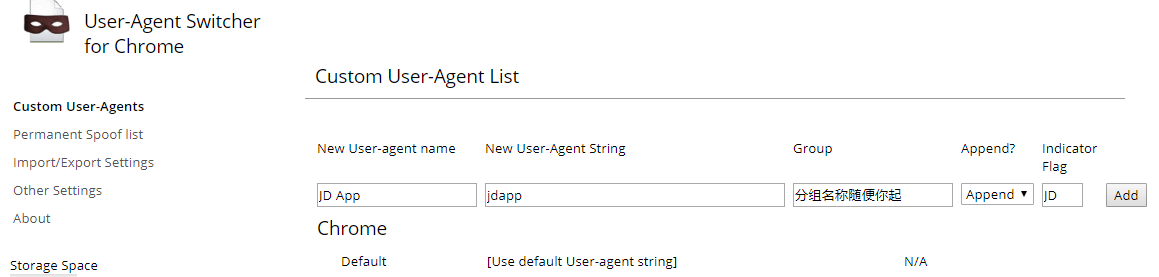 User-Agent Switcher
for Chrome
Custom User-Agent List
Custom User-Agents
Permanent Spoof list
Import/Export Settings
Other Settings
About
Storage Space
New User-agent name New User-Agent String Group Append? Indicator
Flag
JD App jdapp 分组名称随便你起 Append JD Add
Chrome
Default [Use default User-agent string] N/A